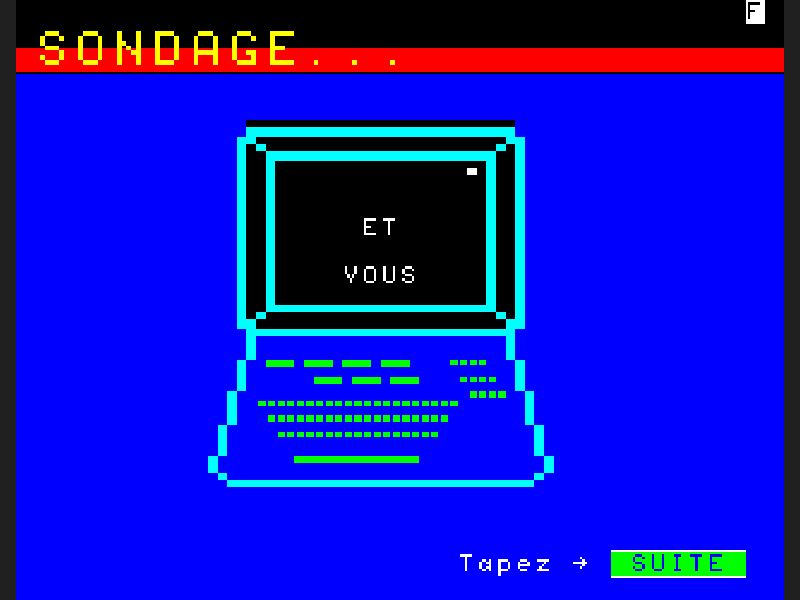 F
SONDAGE...
ET
VOUS
Tapez → SUITE